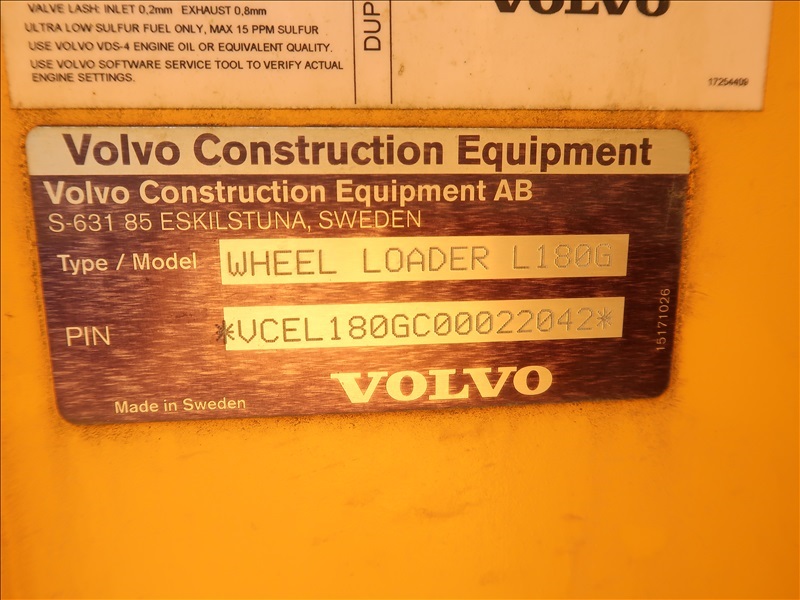 VALVE LASH: INLET 0,2mm EXHAUST 0,8mm
ULTRA LOW SULFUR FUEL ONLY, MAX 15 PPM SULFUR
USE VOLVO VDS-4 ENGINE OIL OR EQUIVALENT QUALITY.
USE VOLVO SOFTWARE SERVICE TOOL TO VERIFY ACTUAL
ENGINE SETTINGS.
DUP
VOLVO
17254409
Volvo Construction Equipment
Volvo Construction Equipment AB
S-631 85 ESKILSTUNA, SWEDEN
Type / Model WHEEL LOADER L180G
PIN *VCEL180GC00022042*
15171026
VOLVO
Made in Sweden